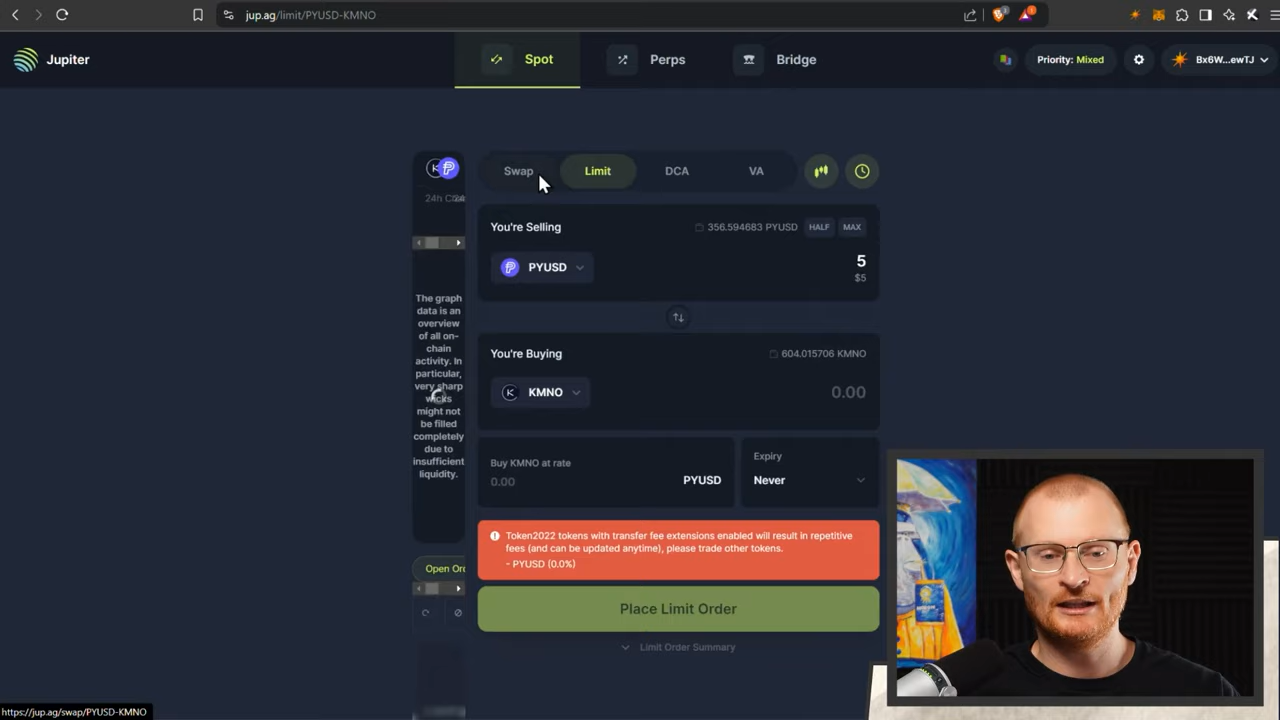 jup.ag/limit/PYUSD-KMNO
Jupiter
Spot
Perps
Bridge
Priority: Mixed
Bx6W...ewTJ
Swap
Limit
DCA
VA
24h
You're Selling
356.594683 PYUSD
HALF
MAX
PYUSD
5
$5
The graph
data is an
overview
of all on-
chain
activity. In
particular,
very sharp
wicks
might not
be filled
completely
due to
insufficient
liquidity.
You're Buying
604.015706 KMNO
KMNO
0.00
Buy KMNO at rate
0.00
PYUSD
Expiry
Never
Token2022 tokens with transfer fee extensions enabled will result in repetitive
fees (and can be updated anytime), please trade other tokens.
- PYUSD (0.0%)
Open Ord
Place Limit Order
Limit Order Summary
https://jup.ag/swap/PYUSD-KMNO